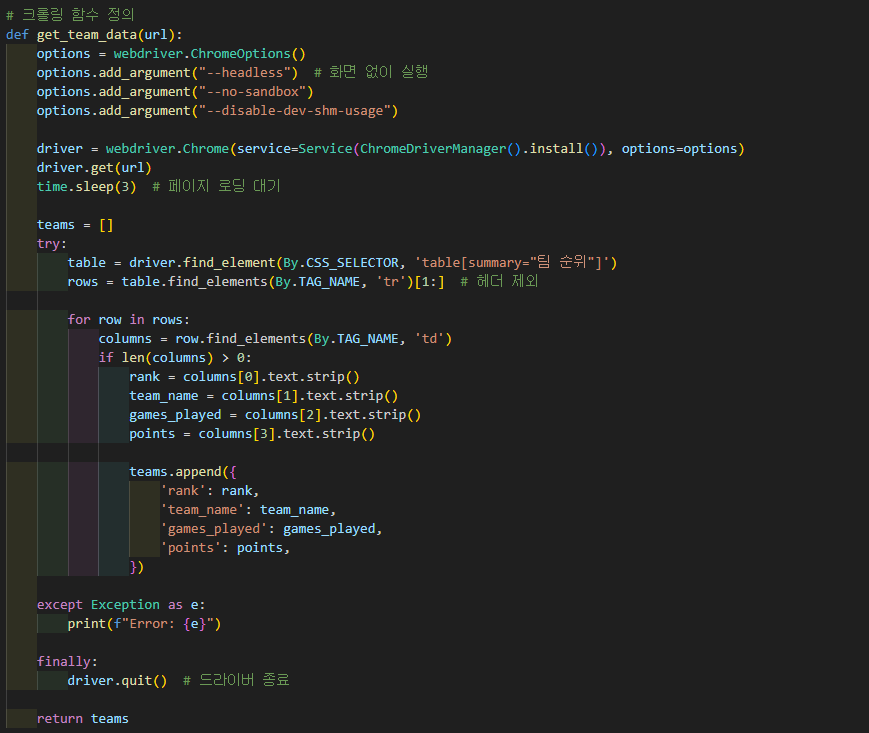 # 크롤링 함수 정의
def get_team_data(url):
    options = webdriver.ChromeOptions()
    options.add_argument("--headless")  # 화면 없이 실행
    options.add_argument("--no-sandbox")
    options.add_argument("--disable-dev-shm-usage")

    driver = webdriver.Chrome(service=Service(ChromeDriverManager().install()), options=options)
    driver.get(url)
    time.sleep(3)  # 페이지 로딩 대기

    teams = []
    try:
        table = driver.find_element(By.CSS_SELECTOR, 'table[summary="팀 순위"]')
        rows = table.find_elements(By.TAG_NAME, 'tr')[1:]  # 헤더 제외

        for row in rows:
            columns = row.find_elements(By.TAG_NAME, 'td')
            if len(columns) > 0:
                rank = columns[0].text.strip()
                team_name = columns[1].text.strip()
                games_played = columns[2].text.strip()
                points = columns[3].text.strip()

                teams.append({
                    'rank': rank,
                    'team_name': team_name,
                    'games_played': games_played,
                    'points': points,
                })

    except Exception as e:
        print(f"Error: {e}")

    finally:
        driver.quit()  # 드라이버 종료

    return teams